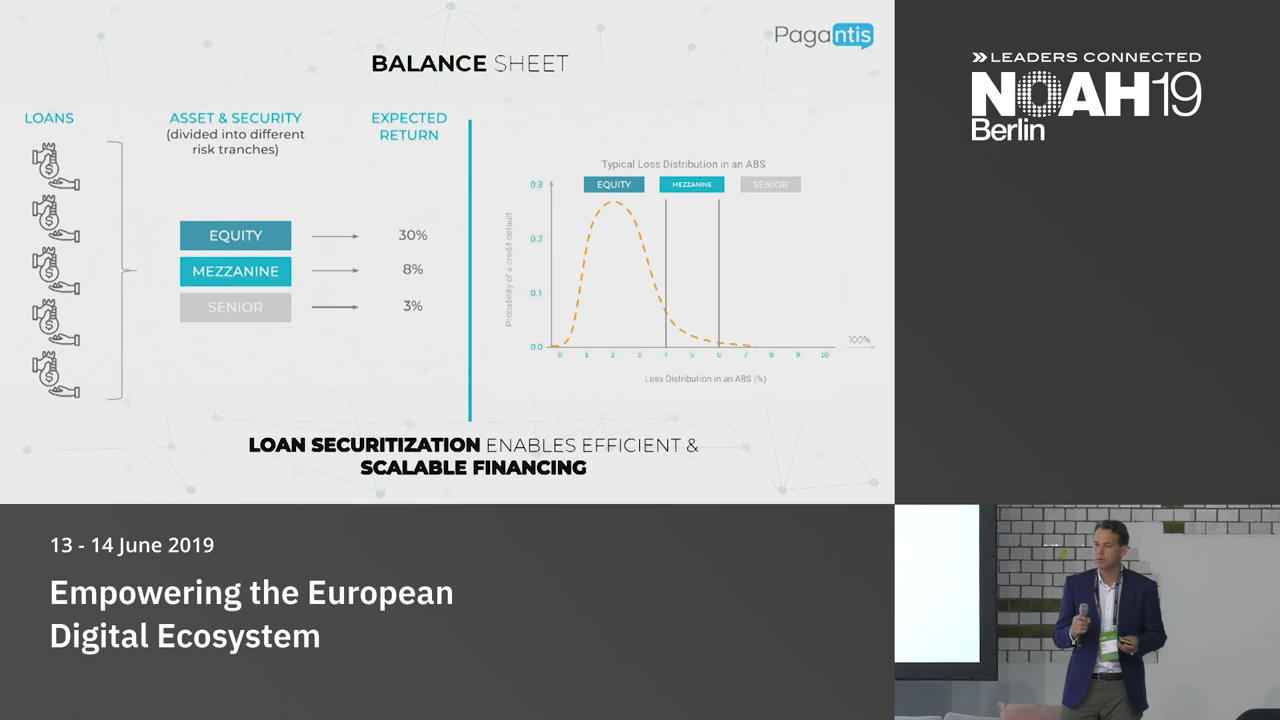 Pagantis
BALANCE SHEET
LOANS
ASSET & SECURITY
(divided into different
risk tranches)
EXPECTED
RETURN
EQUITY
30%
MEZZANINE
8%
SENIOR
3%
Typical Loss Distribution in an ABS
EQUITY
MEZZANINE
SENIOR
Probability of a credit default
0.3
0.2
0.1
0.0
0 1 2 3 4 5 6 7 8 9 10
100%
Loss Distribution in an ABS (%)
LOAN SECURITIZATION ENABLES EFFICIENT &
SCALABLE FINANCING
LEADERS CONNECTED
NOAH19
Berlin
13 - 14 June 2019
Empowering the European
Digital Ecosystem